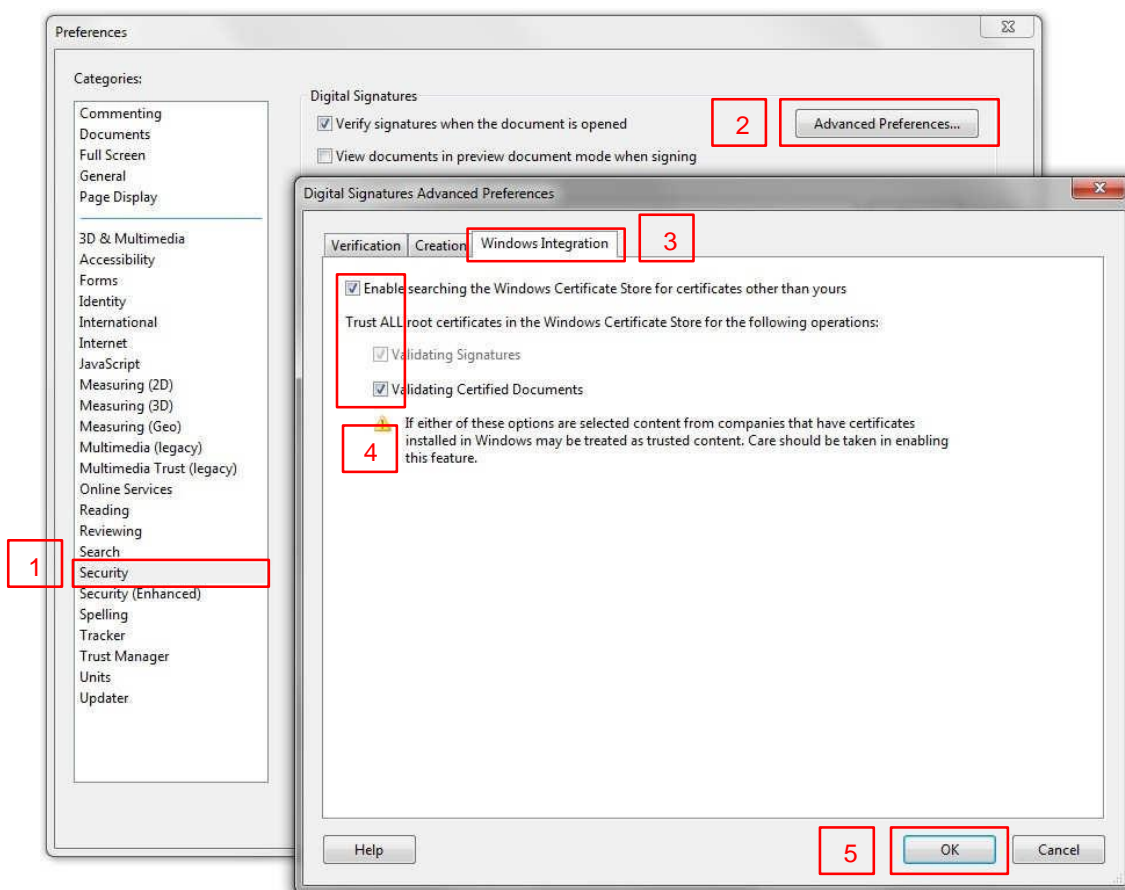 Preferences
Categories:
Commenting
Documents
Full Screen
General
Page Display
3D & Multimedia
Accessibility
Forms
Identity
International
Internet
JavaScript
Measuring (2D)
Measuring (3D)
Measuring (Geo)
Multimedia (legacy)
Multimedia Trust (legacy)
Online Services
Reading
Reviewing
Search
1
Security
Security (Enhanced)
Spelling
Tracker
Trust Manager
Units
Updater
Digital Signatures
Verify signatures when the document is opened
2
Advanced Preferences...
View documents in preview document mode when signing
Digital Signatures Advanced Preferences
Verification
Creation
Windows Integration
3
Enable searching the Windows Certificate Store for certificates other than yours
Trust ALL root certificates in the Windows Certificate Store for the following operations:
Validating Signatures
Validating Certified Documents
4
If either of these options are selected content from companies that have certificates
installed in Windows may be treated as trusted content. Care should be taken in enabling
this feature.
Help
5
OK
Cancel